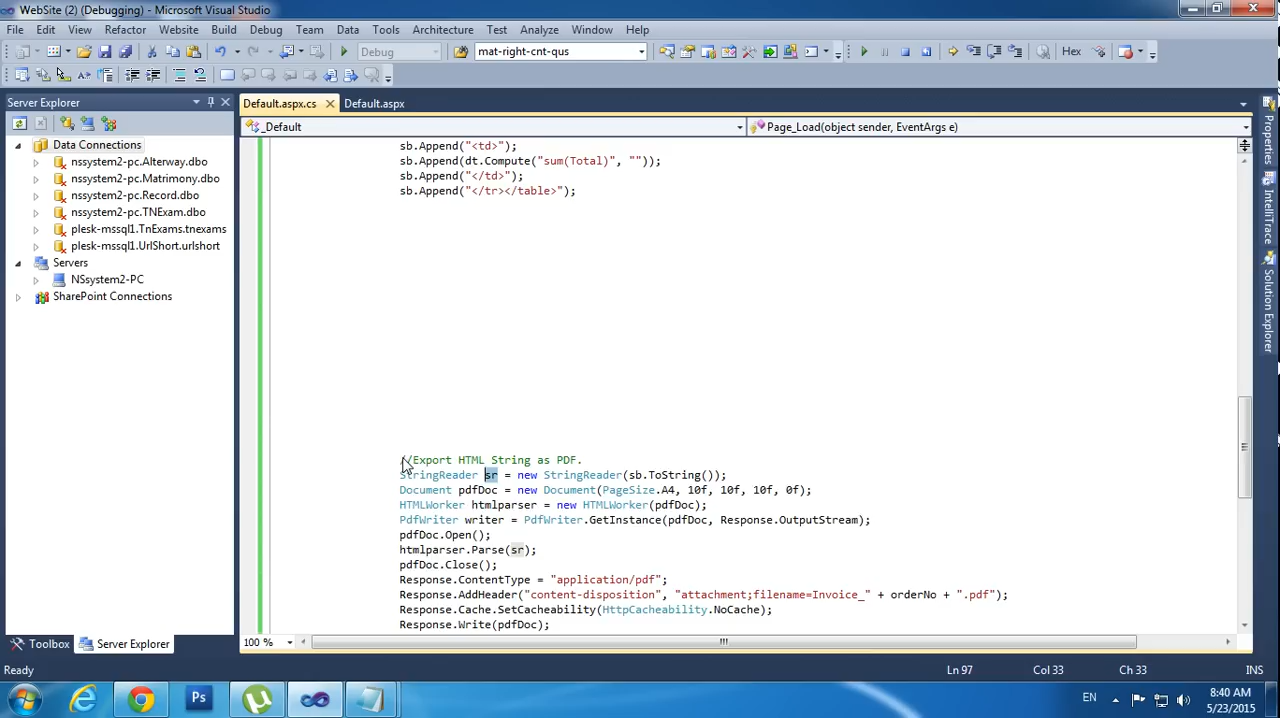 WebSite (2) (Debugging) - Microsoft Visual Studio
File Edit View Refactor Website Build Debug Team Data Tools Architecture Test Analyze Window Help
Debug mat-right-cnt-qus Hex
Server Explorer
Default.aspx.cs Default.aspx
_Default Page_Load(object sender, EventArgs e)
Data Connections
nssystem2-pc.Alterway.dbo
nssystem2-pc.Matrimony.dbo
nssystem2-pc.Record.dbo
nssystem2-pc.TNExam.dbo
plesk-mssql1.TnExams.tnexams
plesk-mssql1.UrlShort.urlshort
Servers
NSsystem2-PC
SharePoint Connections
sb.Append("<td>");
sb.Append(dt.Compute("sum(Total)", ""));
sb.Append("</td>");
sb.Append("</tr></table>");
//Export HTML String as PDF.
StringReader sr = new StringReader(sb.ToString());
Document pdfDoc = new Document(PageSize.A4, 10f, 10f, 10f, 0f);
HTMLWorker htmlparser = new HTMLWorker(pdfDoc);
PdfWriter writer = PdfWriter.GetInstance(pdfDoc, Response.OutputStream);
pdfDoc.Open();
htmlparser.Parse(sr);
pdfDoc.Close();
Response.ContentType = "application/pdf";
Response.AddHeader("content-disposition", "attachment;filename=Invoice_" + orderNo + ".pdf");
Response.Cache.SetCacheability(HttpCacheability.NoCache);
Response.Write(pdfDoc);
Properties
IntelliTrace
Solution Explorer
100 %
Toolbox Server Explorer
Ready Ln 97 Col 33 Ch 33 INS
Ps EN 8:40 AM
5/23/2015